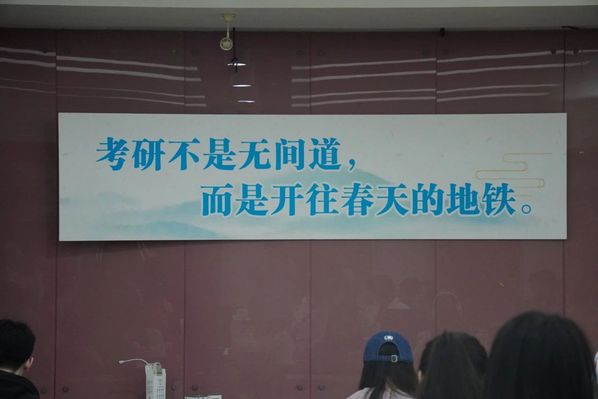 考研不是无间道，
而是开往春天的地铁。